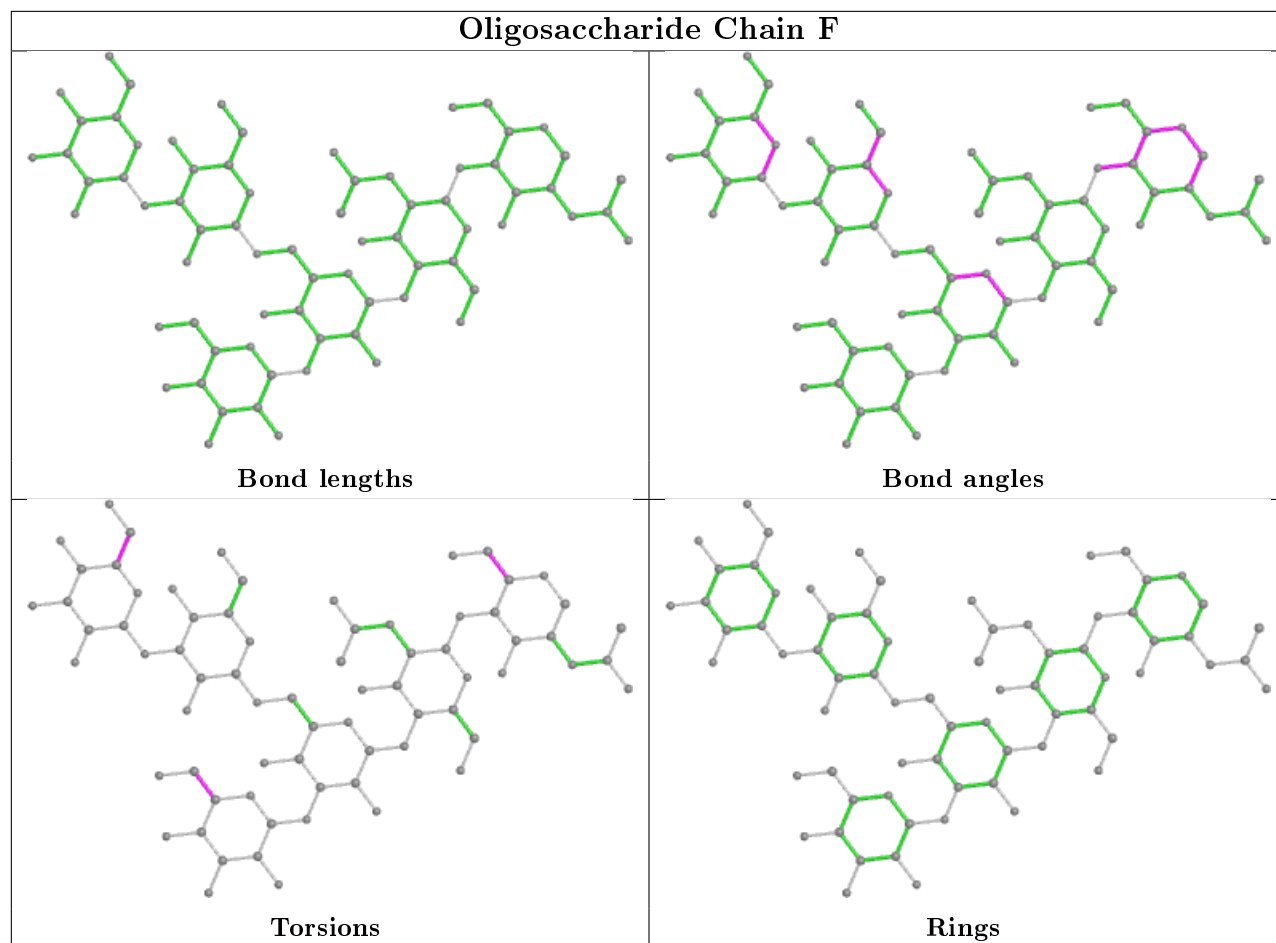 Oligosaccharide Chain F
Bond lengths
Bond angles
Torsions
Rings